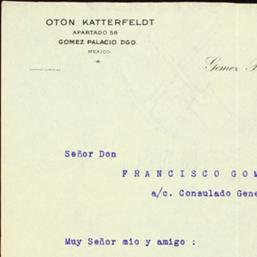 OTON KATTERFELDT
APARTADO 58
GOMEZ PALACIO. DGO.
MEXICO
Gomez
Señor Don
FRANCISCO GOM
a/c. Consulado Gene
Muy Señor mio y amigo :